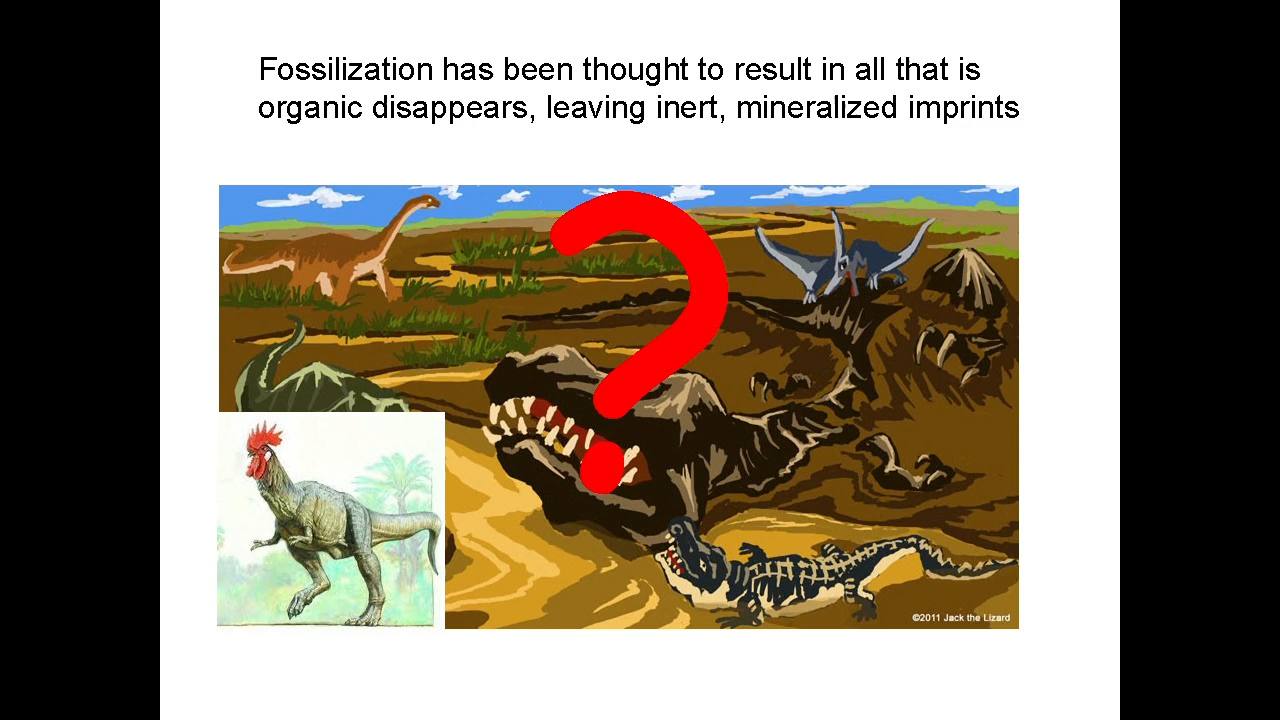 Fossilization has been thought to result in all that is
organic disappears, leaving inert, mineralized imprints
?
©2011 Jack the Lizard